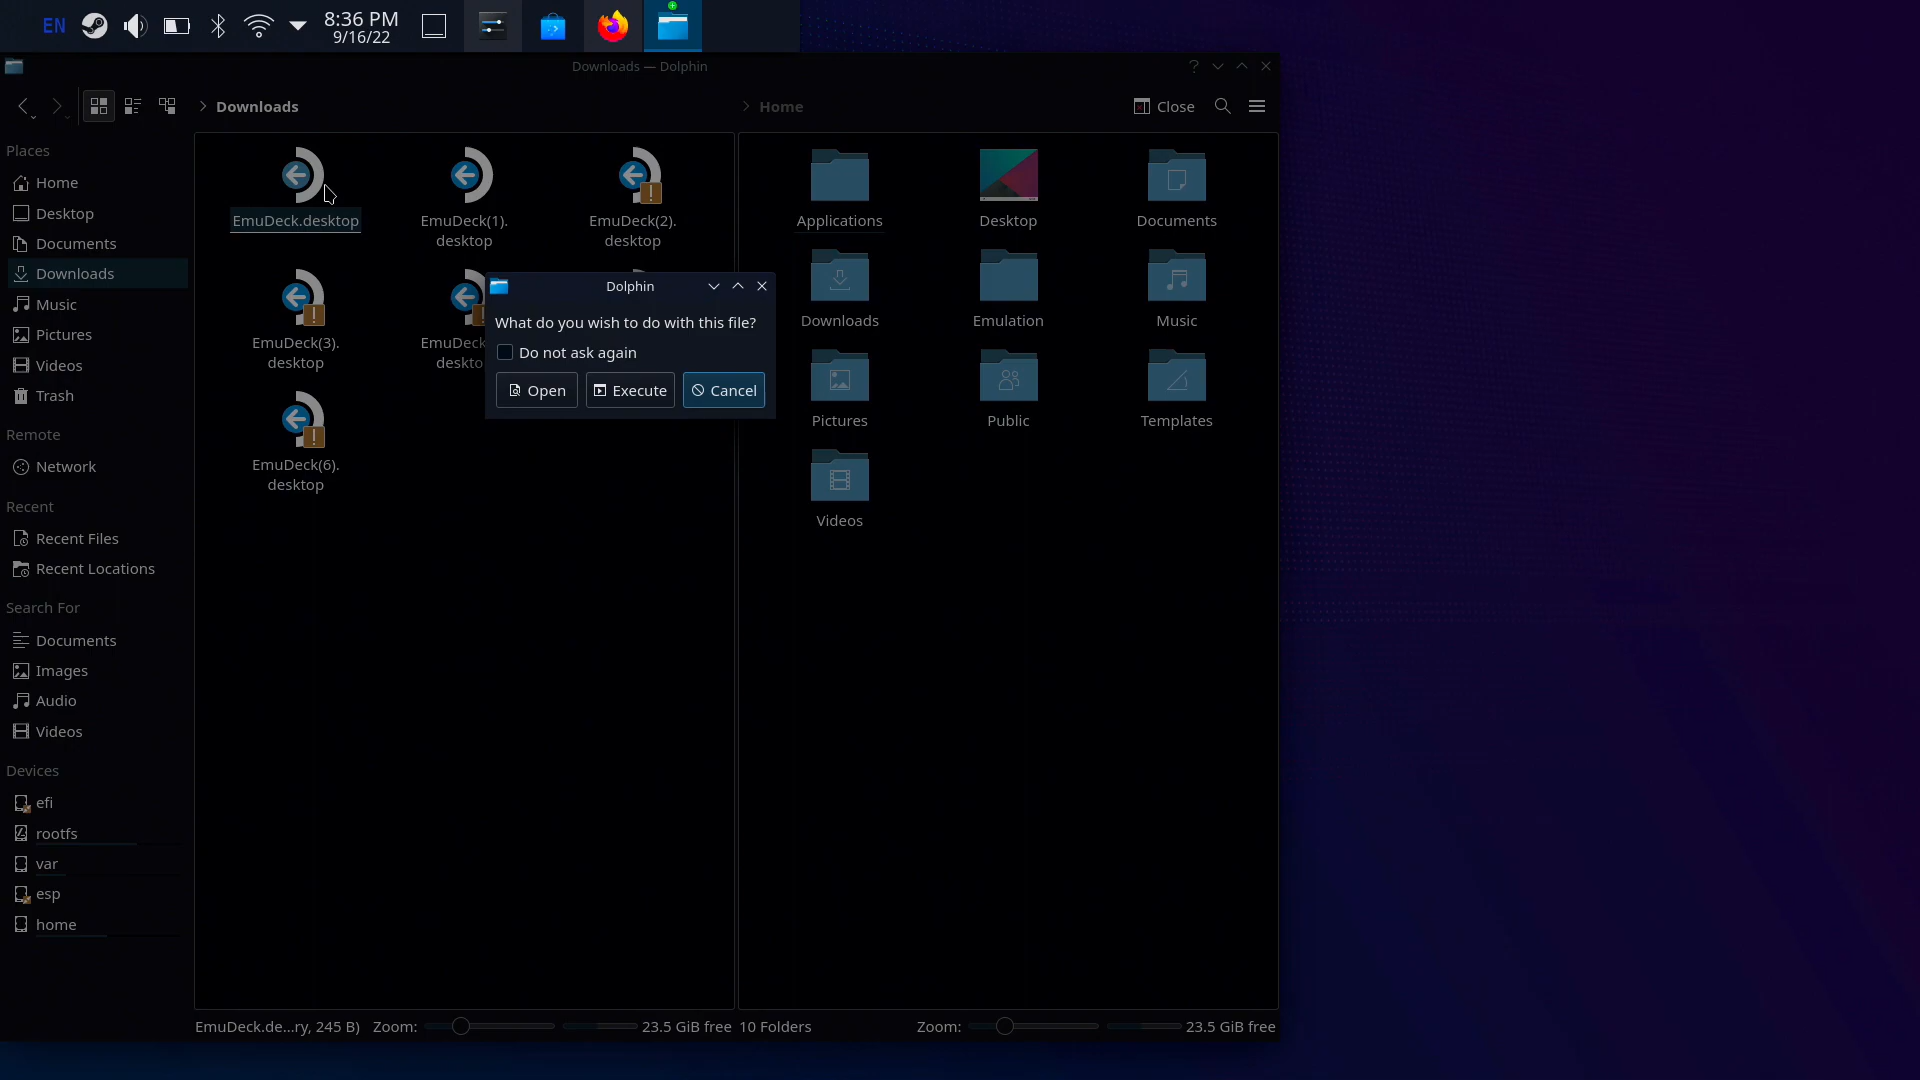 EN
8:36 PM
9/16/22
Downloads — Dolphin
Downloads
Home
Close
Places
Home
Desktop
Documents
Downloads
Music
Pictures
Videos
Trash
Remote
Network
Recent
Recent Files
Recent Locations
Search For
Documents
Images
Audio
Videos
Devices
efi
rootfs
var
esp
home
EmuDeck.desktop
EmuDeck(1).
desktop
EmuDeck(2).
desktop
EmuDeck(3).
desktop
EmuDeck
deskto
EmuDeck(6).
desktop
Dolphin
What do you wish to do with this file?
Do not ask again
Open
Execute
Cancel
Applications
Desktop
Documents
Downloads
Emulation
Music
Pictures
Public
Templates
Videos
EmuDeck.de...ry, 245 B)
Zoom:
23.5 GiB free
10 Folders
Zoom:
23.5 GiB free